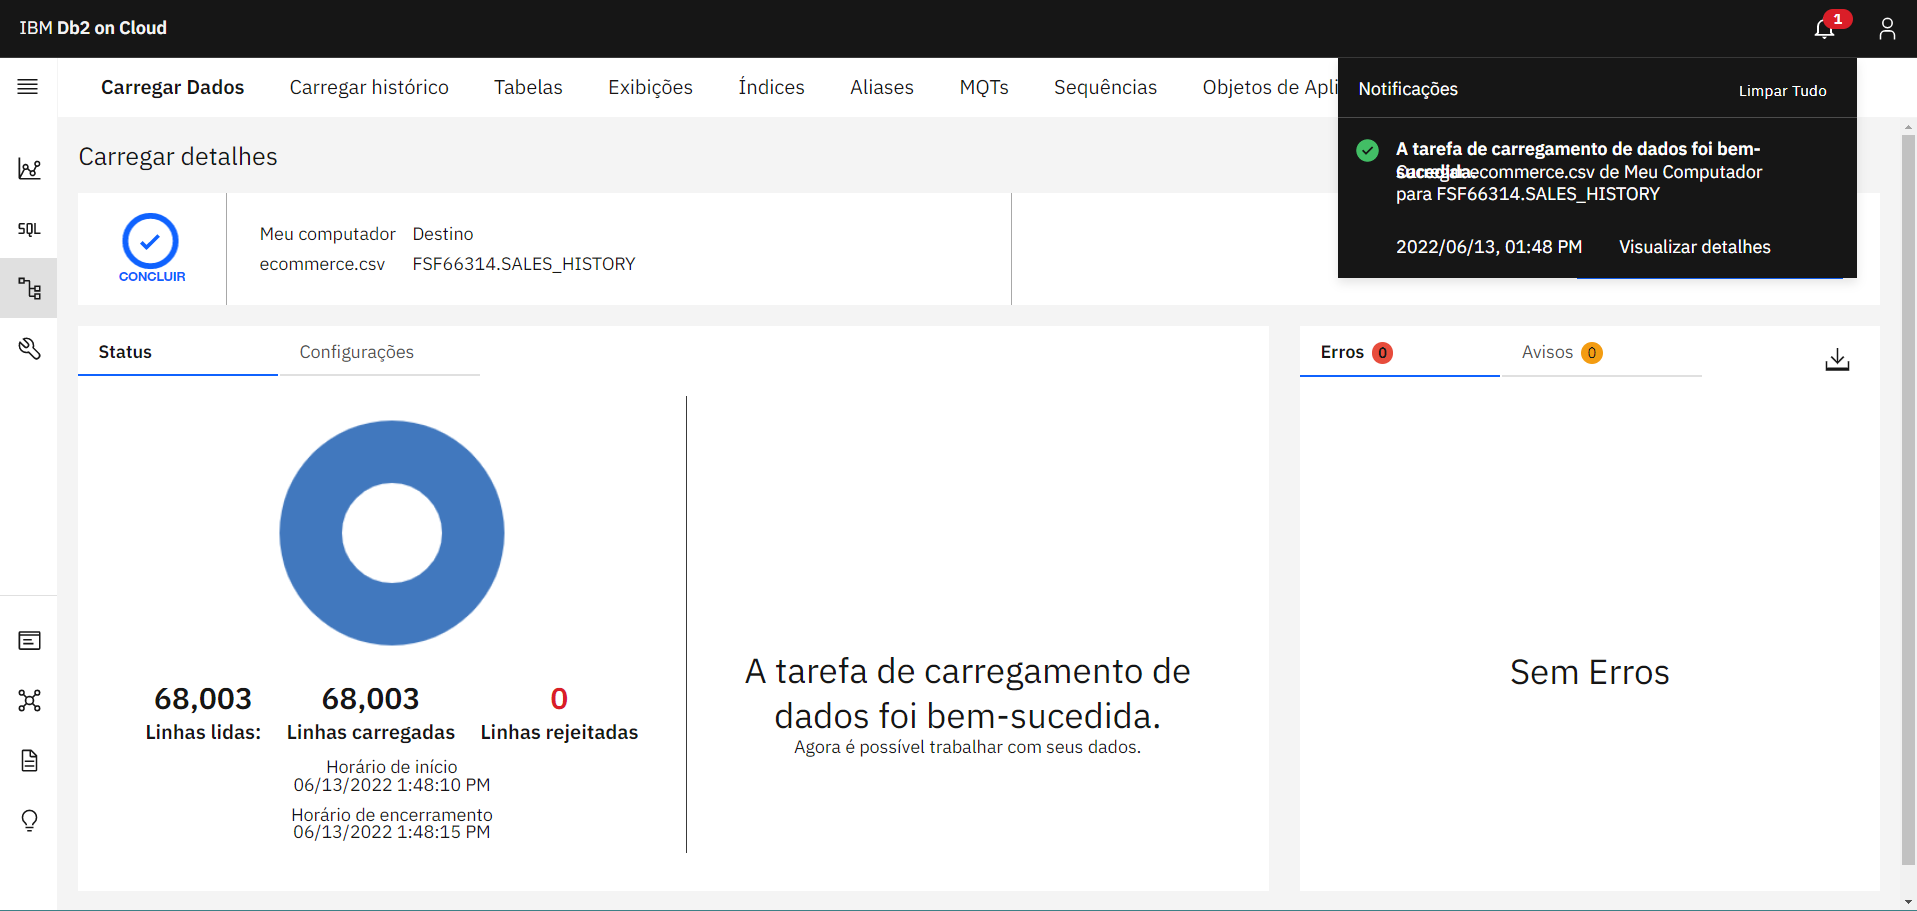 IBM Db2 on Cloud
1
Carregar Dados
Carregar histórico
Tabelas
Exibições
Índices
Aliases
MQTs
Sequências
Objetos de Apli
Notificações
Limpar Tudo
A tarefa de carregamento de dados foi bem-
sucedida.
Carregar ecommerce.csv de Meu Computador
para FSF66314.SALES_HISTORY
2022/06/13, 01:48 PM
Visualizar detalhes
Carregar detalhes
SQL
CONCLUIR
Meu computador
Destino
ecommerce.csv
FSF66314.SALES_HISTORY
Status
Configurações
Erros 0
Avisos 0
68,003
68,003
0
Linhas lidas:
Linhas carregadas
Linhas rejeitadas
Horário de início
06/13/2022 1:48:10 PM
Horário de encerramento
06/13/2022 1:48:15 PM
A tarefa de carregamento de
dados foi bem-sucedida.
Agora é possível trabalhar com seus dados.
Sem Erros